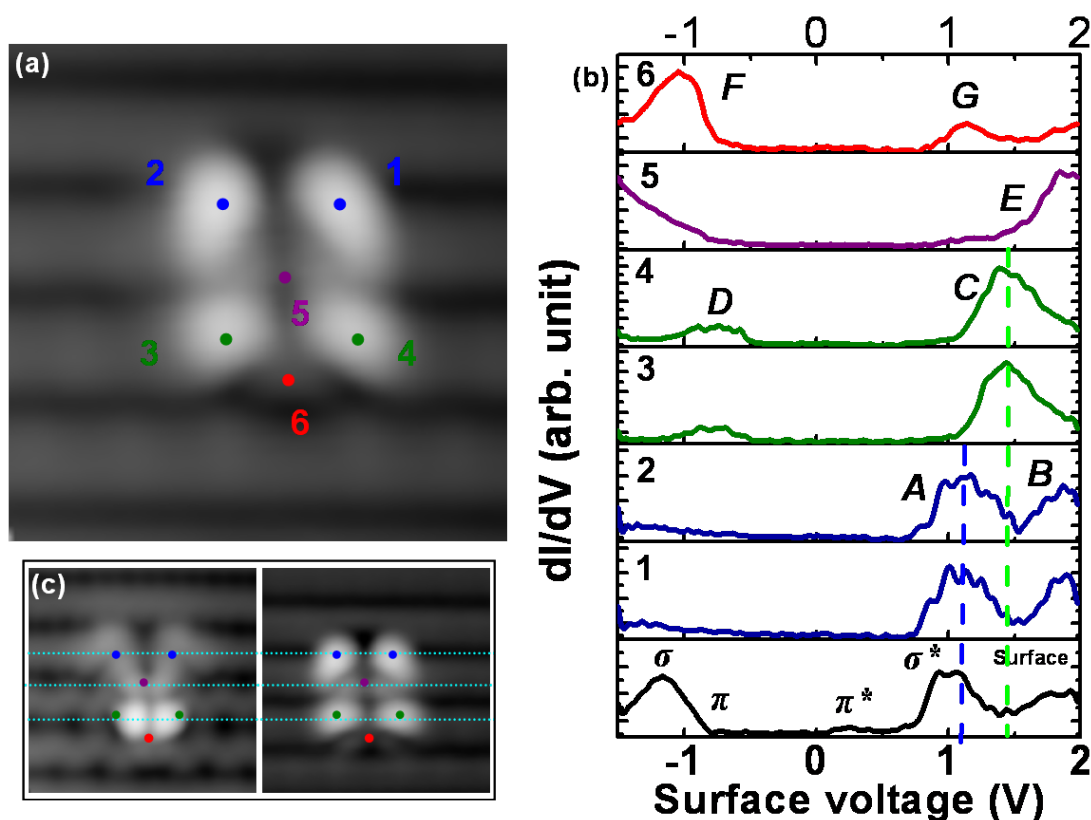 (a)
2
1
5
3
4
6
(c)
-1 0 1 2
(b)
6
F
G
5
E
4
D
C
3
2
A
B
1
σ
π
π*
σ*
Surface
dI/dV (arb. unit)
-1 0 1 2
Surface voltage (V)